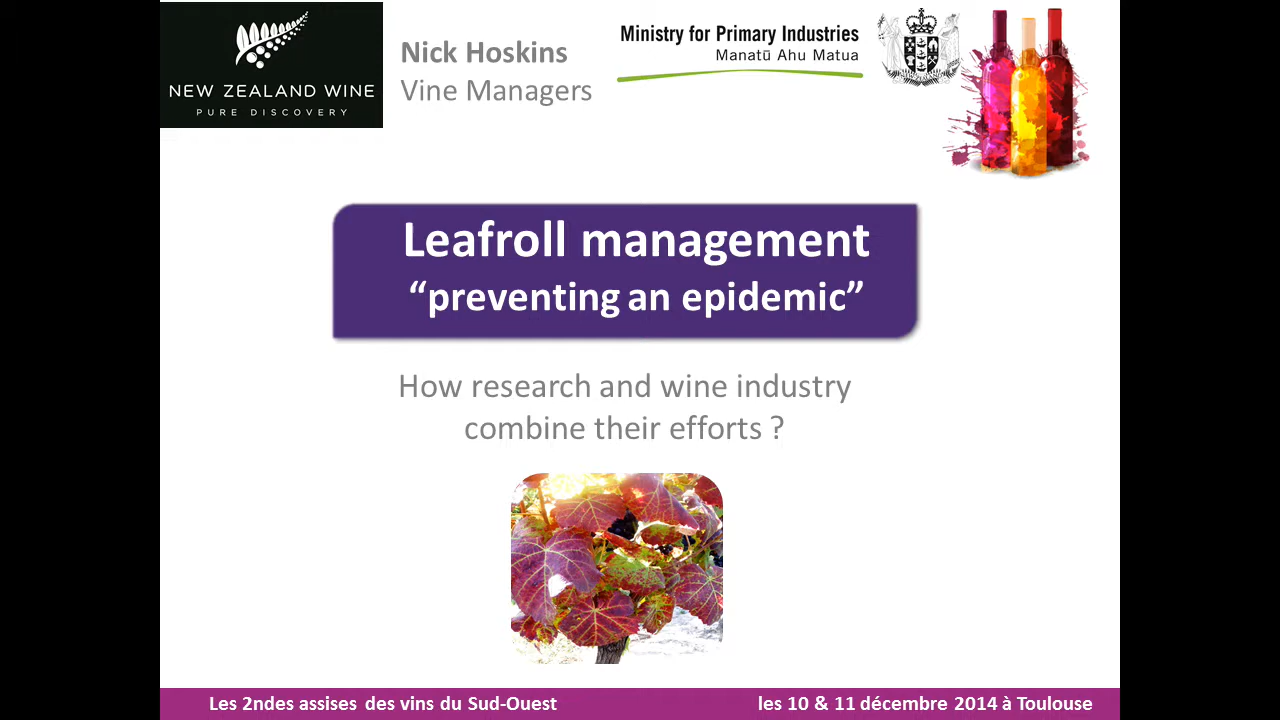 NEW ZEALAND WINE
PURE DISCOVERY
Nick Hoskins
Vine Managers
Ministry for Primary Industries
Manatū Ahu Matua
Leafroll management
“preventing an epidemic”
How research and wine industry
combine their efforts ?
Les 2ndes assises des vins du Sud-Ouest
les 10 & 11 décembre 2014 à Toulouse